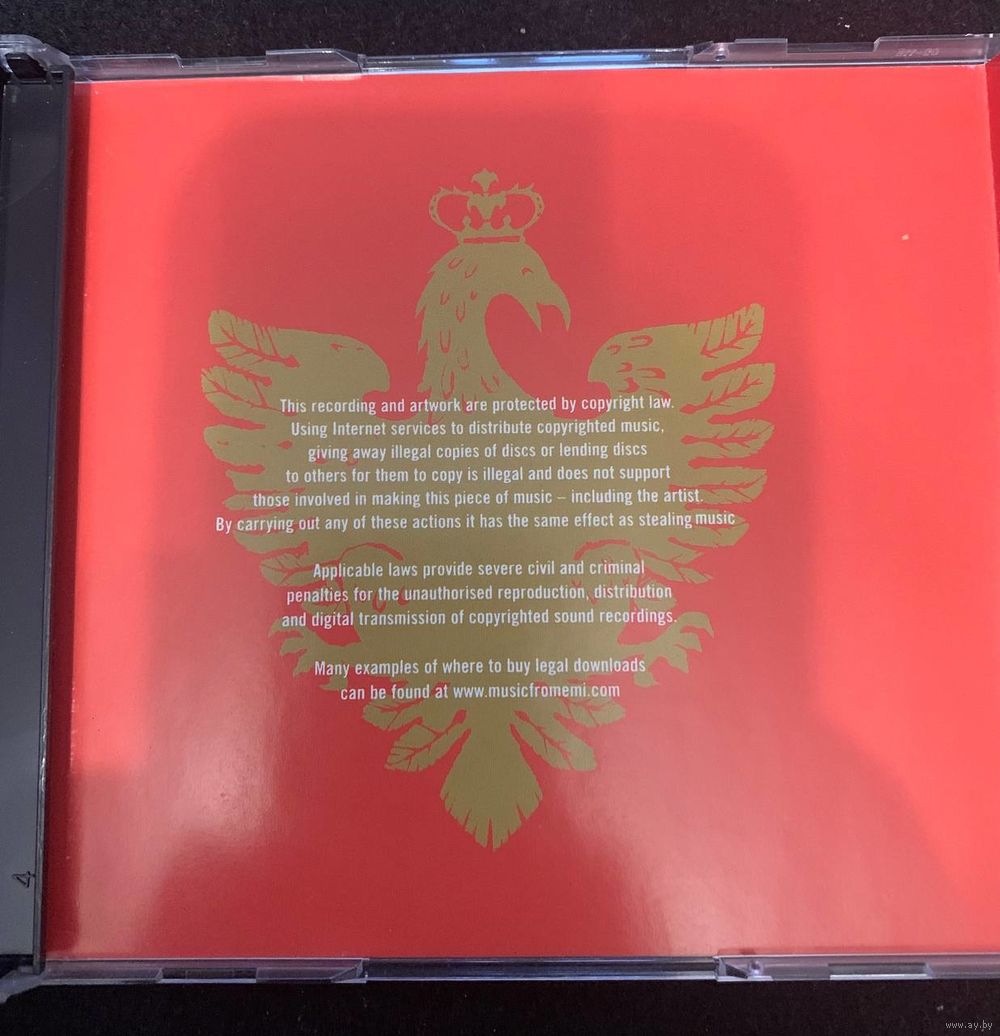 This recording and artwork are protected by copyright law.
Using Internet services to distribute copyrighted music,
giving away illegal copies of discs or lending discs
to others for them to copy is illegal and does not support
those involved in making this piece of music – including the artist.
By carrying out any of these actions it has the same effect as stealing music
Applicable laws provide severe civil and criminal
penalties for the unauthorised reproduction, distribution
and digital transmission of copyrighted sound recordings.
Many examples of where to buy legal downloads
can be found at www.musicfromemi.com
4
www.ay.by